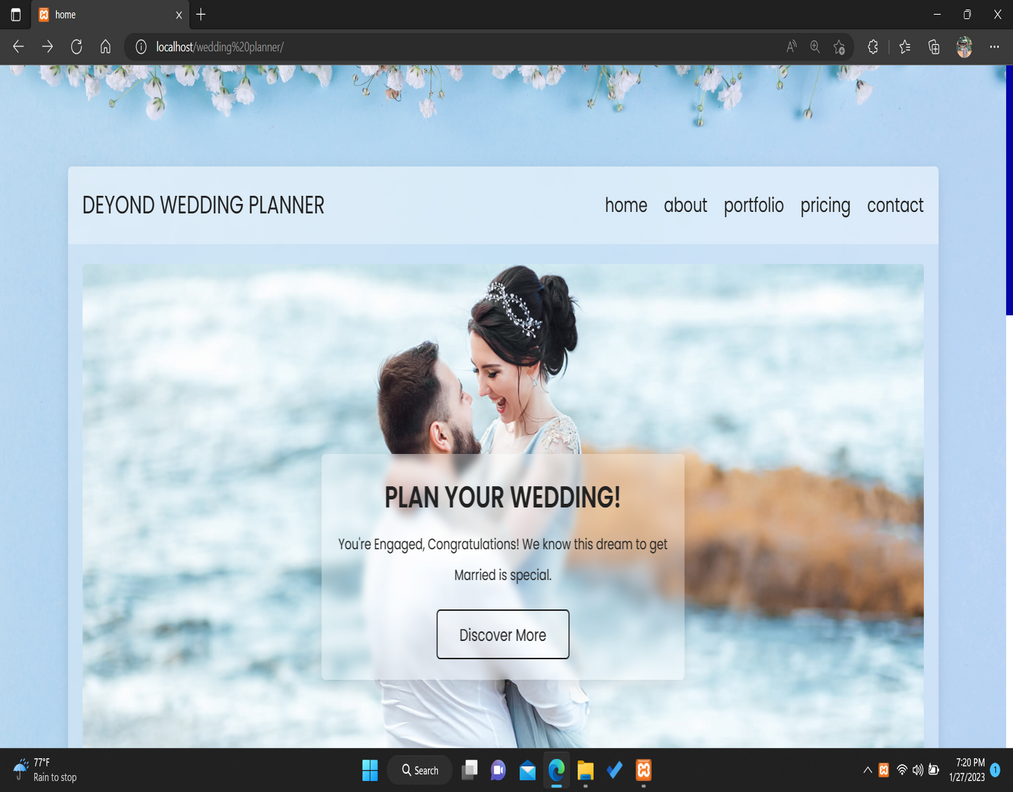 home
localhost/wedding%20planner/
DEYOND WEDDING PLANNER
home about portfolio pricing contact
PLAN YOUR WEDDING!
You're Engaged, Congratulations! We know this dream to get
Married is special.
Discover More
77°F
Rain to stop
Search
7:20 PM
1/27/2023
1